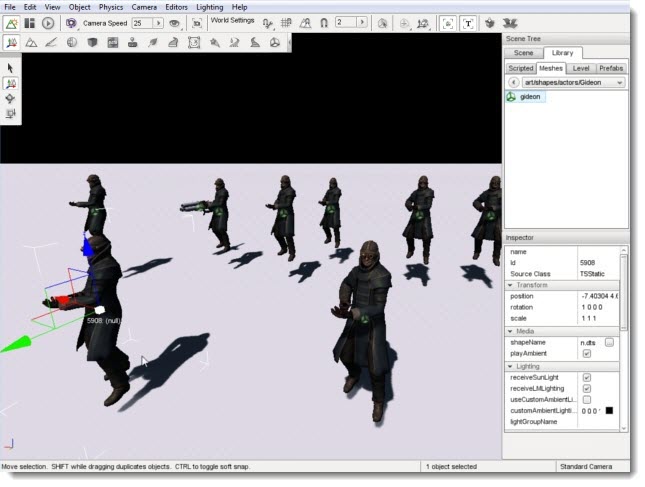 File Edit View Object Physics Camera Editors Lighting Help
Camera Speed 25 World Settings 2
Scene Tree
Scene Library
Scripted Meshes Level Prefabs
art/shapes/actors/Gideon
gideon
Inspector
name
Id 5908
Source Class TSStatic
Transform
position -7.40304 4.6
rotation 1 0 0 0
scale 1 1 1
Media
shapeName n.dts
playAmbient
Lighting
receiveSunLight
receiveLMLighting
useCustomAmbientLi...
customAmbientLighti... 0 0 0
lightGroupName
5908: (null)
Move selection. SHIFT while dragging duplicates objects. CTRL to toggle soft snap. 1 object selected Standard Camera